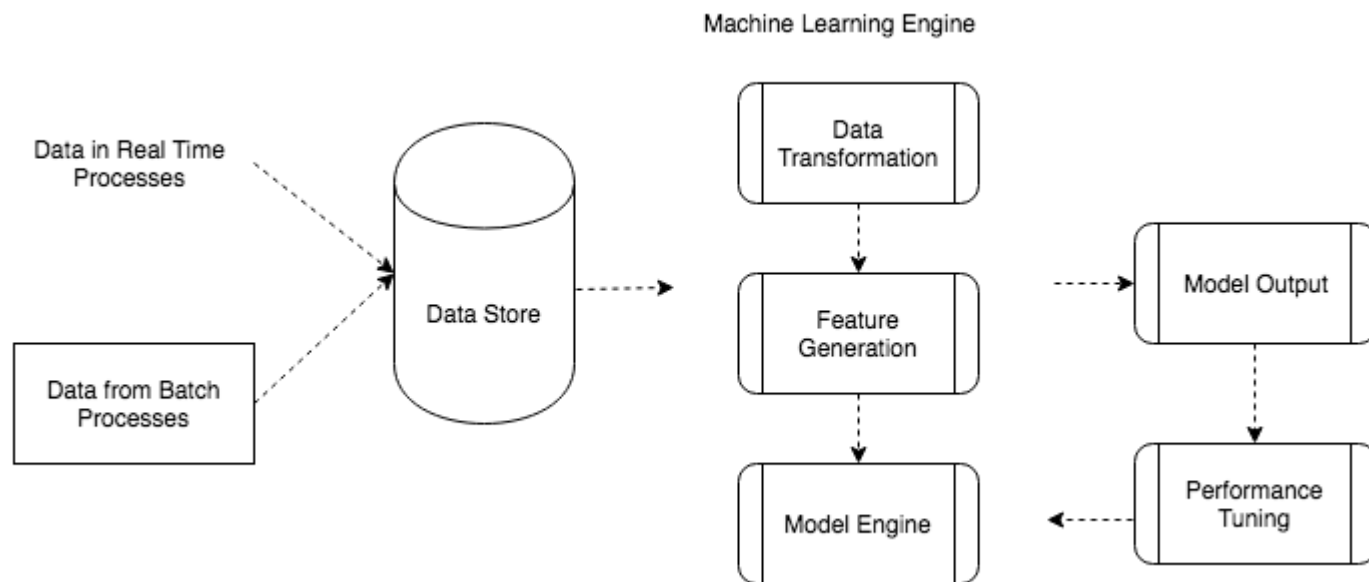 Machine Learning Engine
Data in Real Time
Processes
Data from Batch
Processes
Data Store
Data
Transformation
Feature
Generation
Model Engine
Model Output
Performance
Tuning